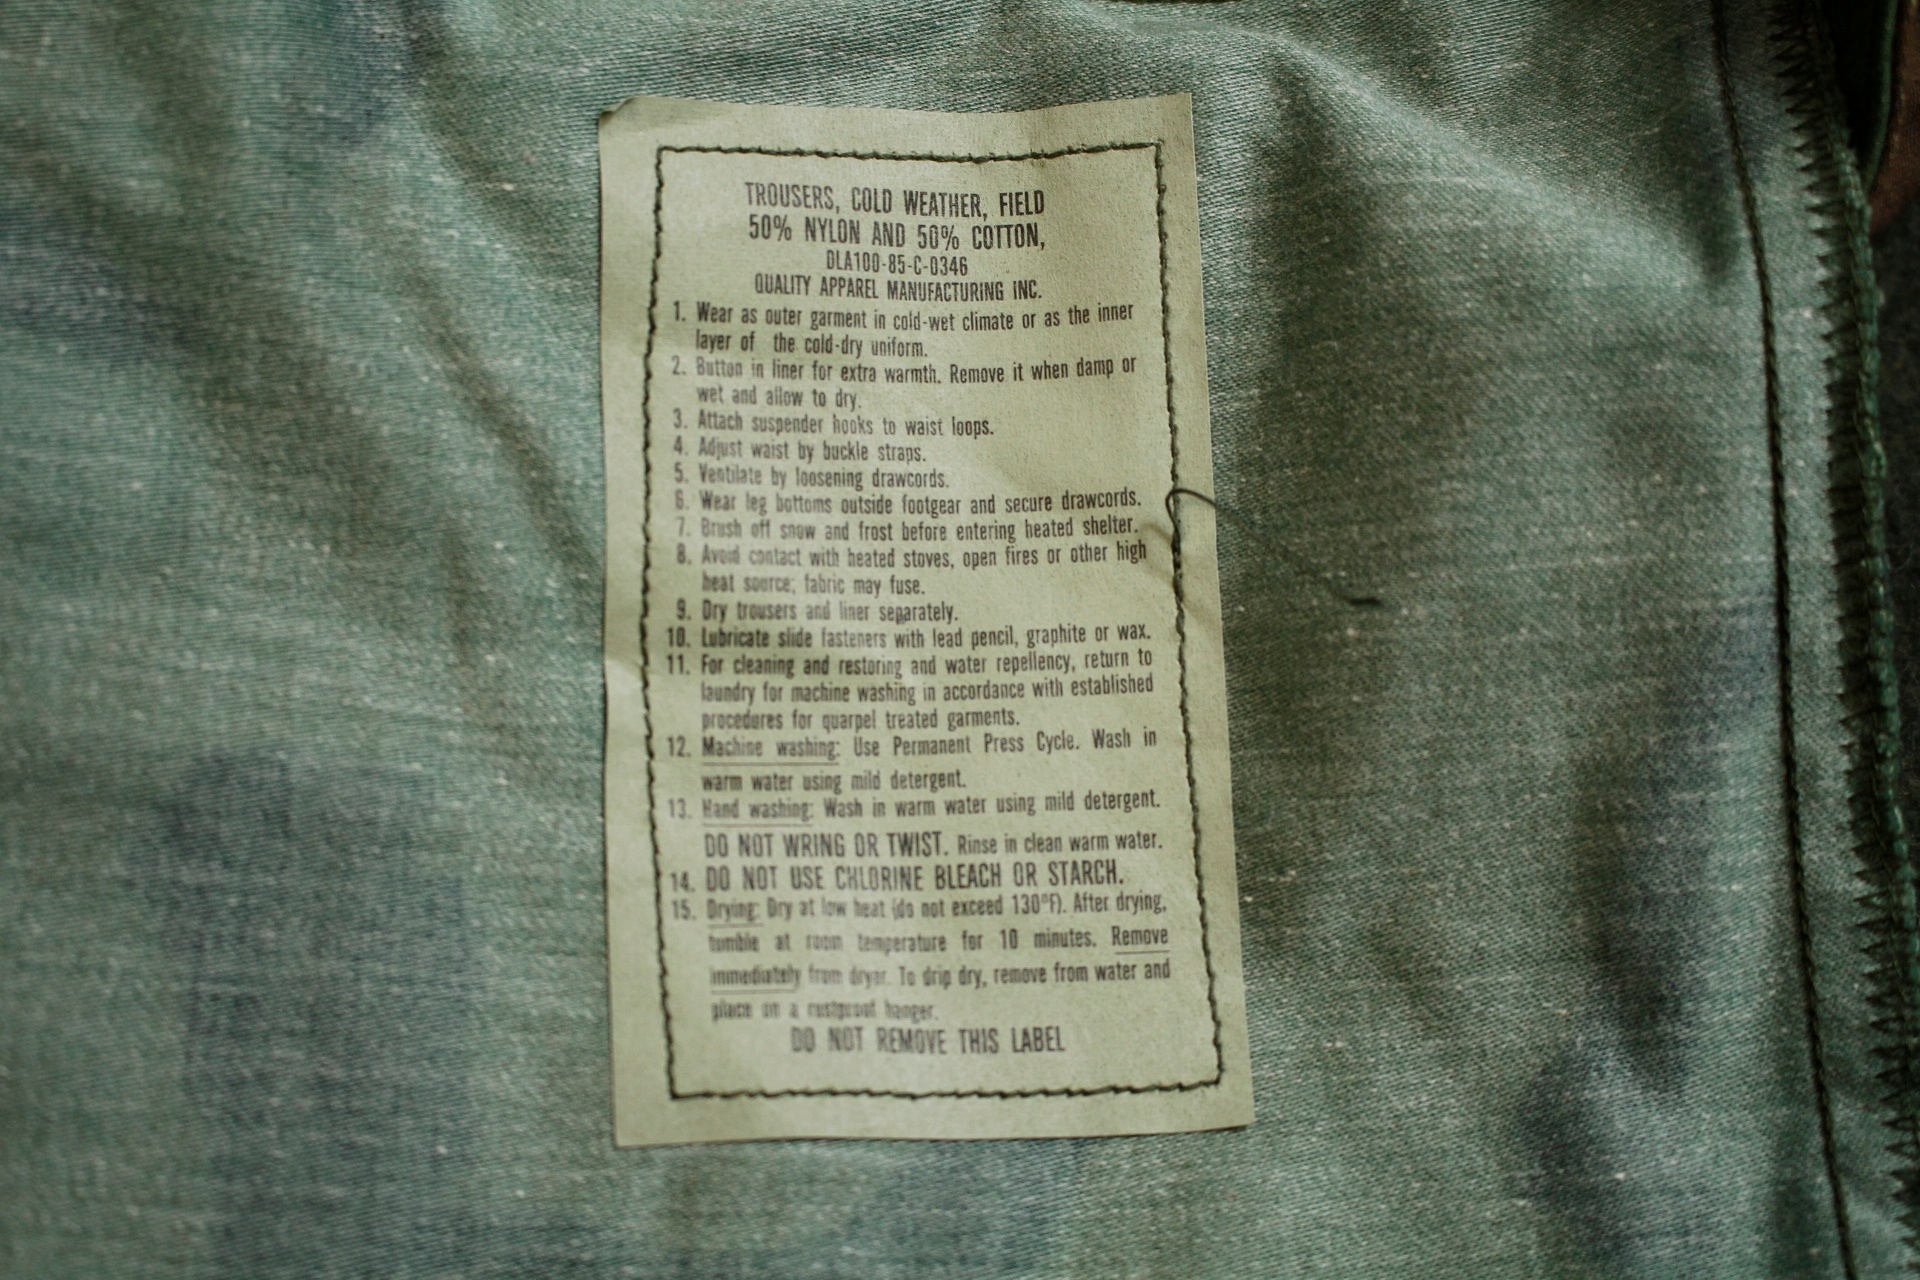 TROUSERS, COLD WEATHER, FIELD
50% NYLON AND 50% COTTON,
DLA100-85-C-0346
QUALITY APPAREL MANUFACTURING INC.
1. Wear as outer garment in cold-wet climate or as the inner
layer of the cold-dry uniform.
2. Button in liner for extra warmth. Remove it when damp or
wet and allow to dry.
3. Attach suspender hooks to waist loops.
4. Adjust waist by buckle straps.
5. Ventilate by loosening drawcords.
6. Wear leg bottoms outside footgear and secure drawcords.
7. Brush off snow and frost before entering heated shelter.
8. Avoid contact with heated stoves, open fires or other high
heat source; fabric may fuse.
9. Dry trousers and liner separately.
10. Lubricate slide fasteners with lead pencil, graphite or wax.
11. For cleaning and restoring and water repellency, return to
laundry for machine washing in accordance with established
procedures for quarpel treated garments.
12. Machine washing: Use Permanent Press Cycle. Wash in
warm water using mild detergent.
13. Hand washing: Wash in warm water using mild detergent.
DO NOT WRING OR TWIST. Rinse in clean warm water.
14. DO NOT USE CHLORINE BLEACH OR STARCH.
15. Drying: Dry at low heat (do not exceed 130°F). After drying,
tumble at room temperature for 10 minutes. Remove
immediately from dryer. To drip dry, remove from water and
place on a rustproof hanger.
DO NOT REMOVE THIS LABEL